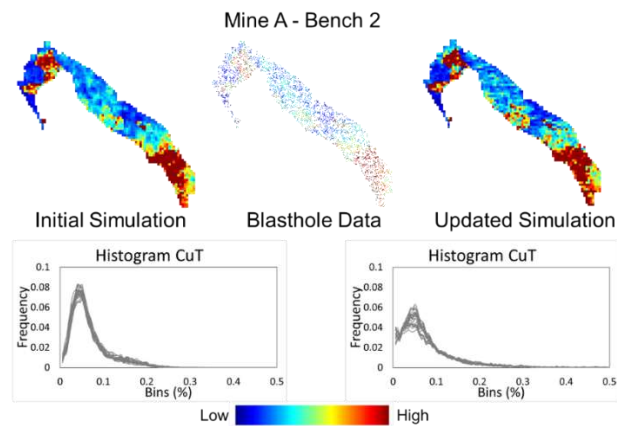 Mine A - Bench 2
Initial Simulation
Blasthole Data
Updated Simulation
Histogram CuT
Frequency
0.1
0.08
0.06
0.04
0.02
0
0 0.1 0.2 0.3 0.4 0.5
Bins (%)
Histogram CuT
Frequency
0.1
0.08
0.06
0.04
0.02
0
0 0.1 0.2 0.3 0.4 0.5
Bins (%)
Low High